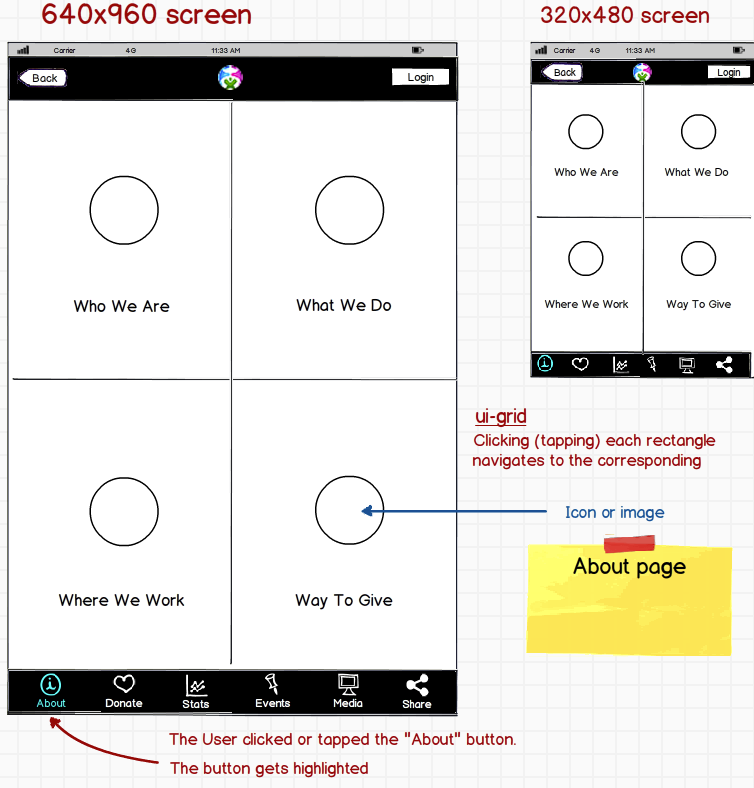 640x960 screen
Carrier 4G 11:33 AM
Back Login
Who We Are What We Do
Where We Work Way To Give
About Donate Stats Events Media Share
The User clicked or tapped the "About" button.
The button gets highlighted
320x480 screen
Carrier 4G 11:33 AM
Back Login
Who We Are What We Do
Where We Work Way To Give
ui-grid
Clicking (tapping) each rectangle
navigates to the corresponding
Icon or image
About page